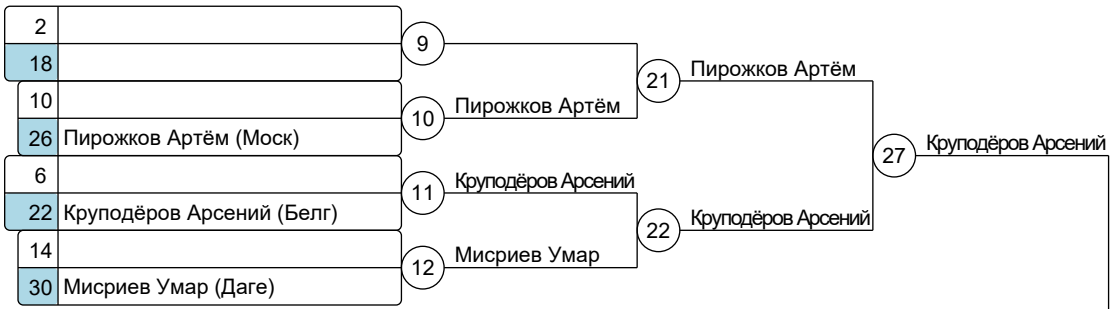 2
9
18
21 Пирожков Артём
10
10 Пирожков Артём
26 Пирожков Артём (Моск)
27 Круподёров Арсений
6
11 Круподёров Арсений
22 Круподёров Арсений (Белг)
22 Круподёров Арсений
14
12 Мисриев Умар
30 Мисриев Умар (Даге)